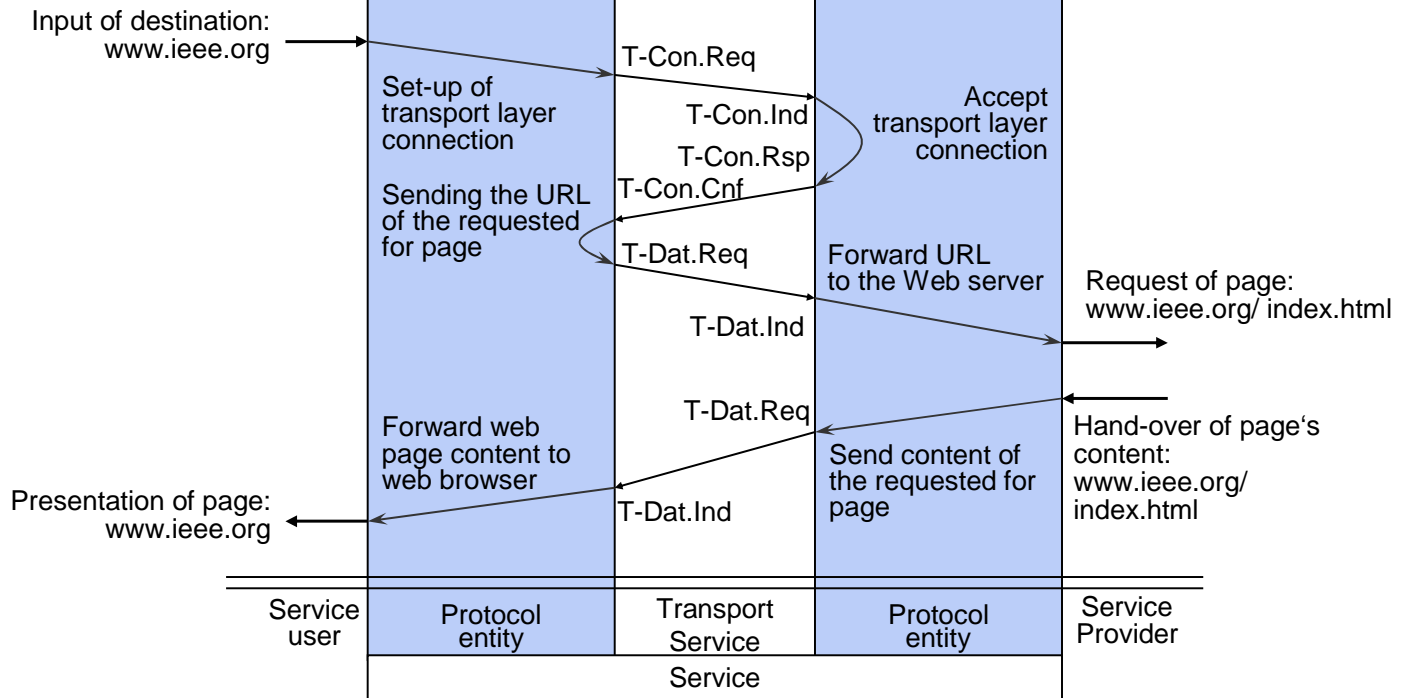 Input of destination:
www.ieee.org
T-Con.Req
Set-up of
transport layer
connection
T-Con.Ind
Accept
transport layer
connection
T-Con.Rsp
T-Con.Cnf
Sending the URL
of the requested
for page
T-Dat.Req
Forward URL
to the Web server
Request of page:
www.ieee.org/ index.html
T-Dat.Ind
T-Dat.Req
Forward web
page content to
web browser
Hand-over of page‘s
content:
www.ieee.org/
index.html
Send content of
the requested for
page
Presentation of page:
www.ieee.org
T-Dat.Ind
Service
user
Protocol
entity
Transport
Service
Protocol
entity
Service
Provider
Service